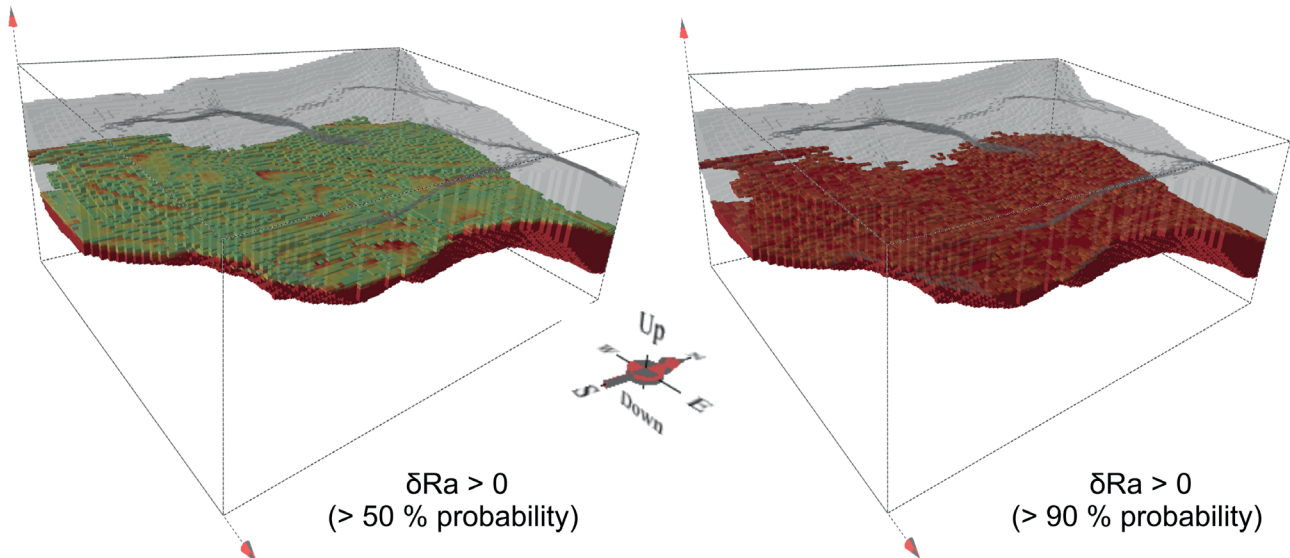 Up
W
N
S
E
Down
δRa > 0
(> 50 % probability)
δRa > 0
(> 90 % probability)